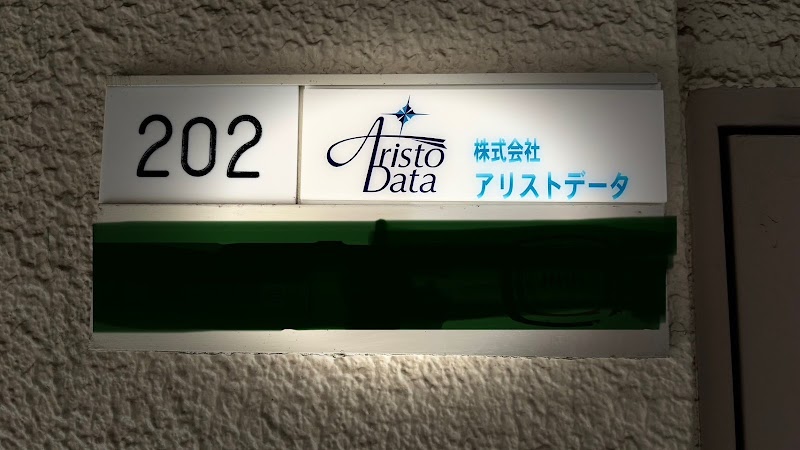 202
Aristo
Data
株式会社
アリストデータ